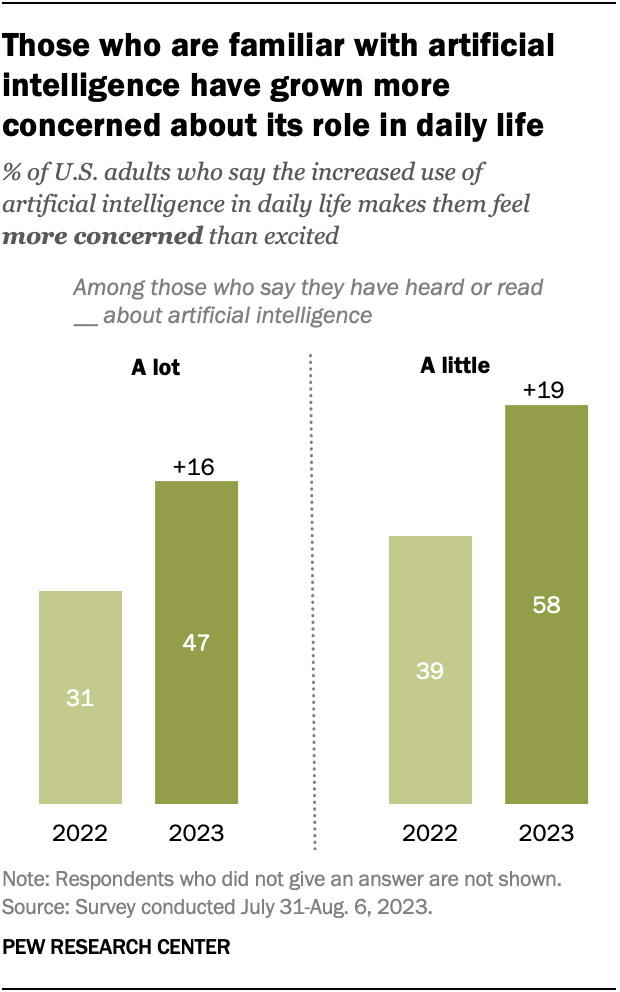 Those who are familiar with artificial
intelligence have grown more
concerned about its role in daily life
% of U.S. adults who say the increased use of
artificial intelligence in daily life makes them feel
more concerned than excited
Among those who say they have heard or read
__ about artificial intelligence
A lot
+16
31
47
2022
2023
A little
+19
39
58
2022
2023
Note: Respondents who did not give an answer are not shown.
Source: Survey conducted July 31-Aug. 6, 2023.
PEW RESEARCH CENTER